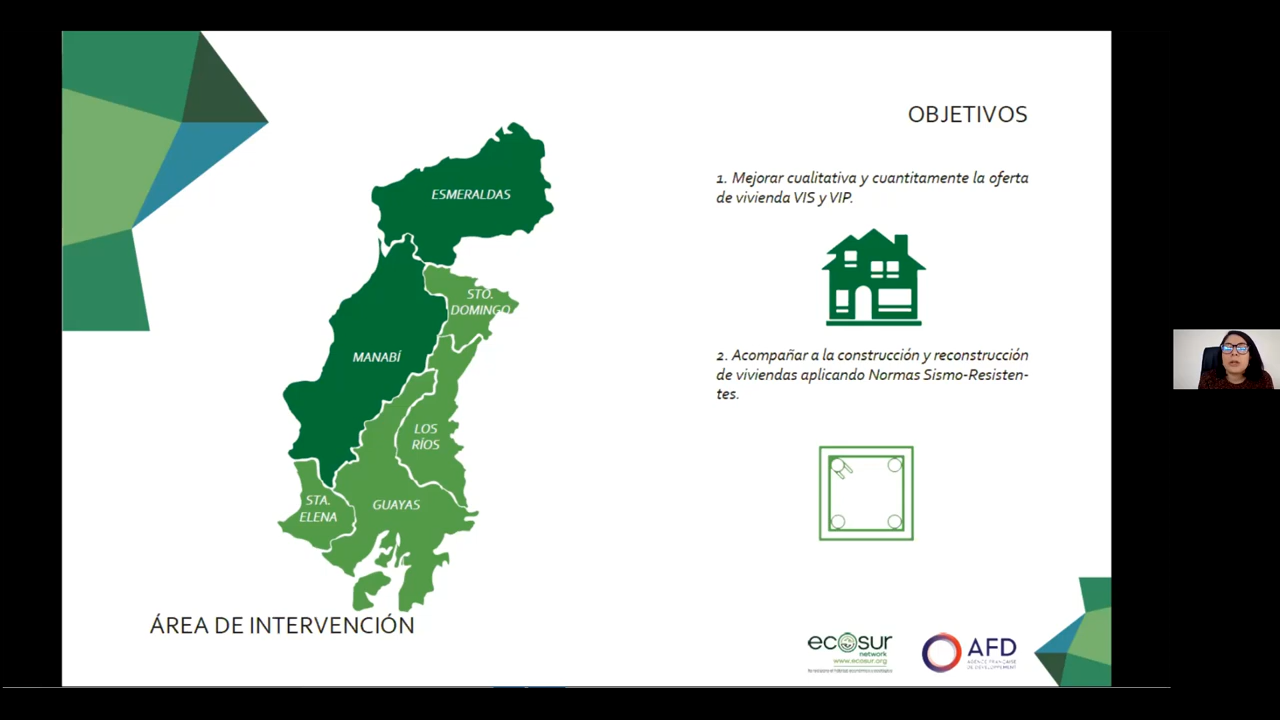 OBJETIVOS
1. Mejorar cualitativa y cuantitamente la oferta
de vivienda VIS y VIP.
2. Acompañar a la construcción y reconstrucción
de viviendas aplicando Normas Sismo-Resisten-
tes.
ESMERALDAS
STO.
DOMINGO
MANABÍ
LOS
RÍOS
STA.
ELENA
GUAYAS
ÁREA DE INTERVENCIÓN
ecosur
network
www.ecosur.org
AFD
AGENCE FRANÇAISE
DE DÉVELOPPEMENT